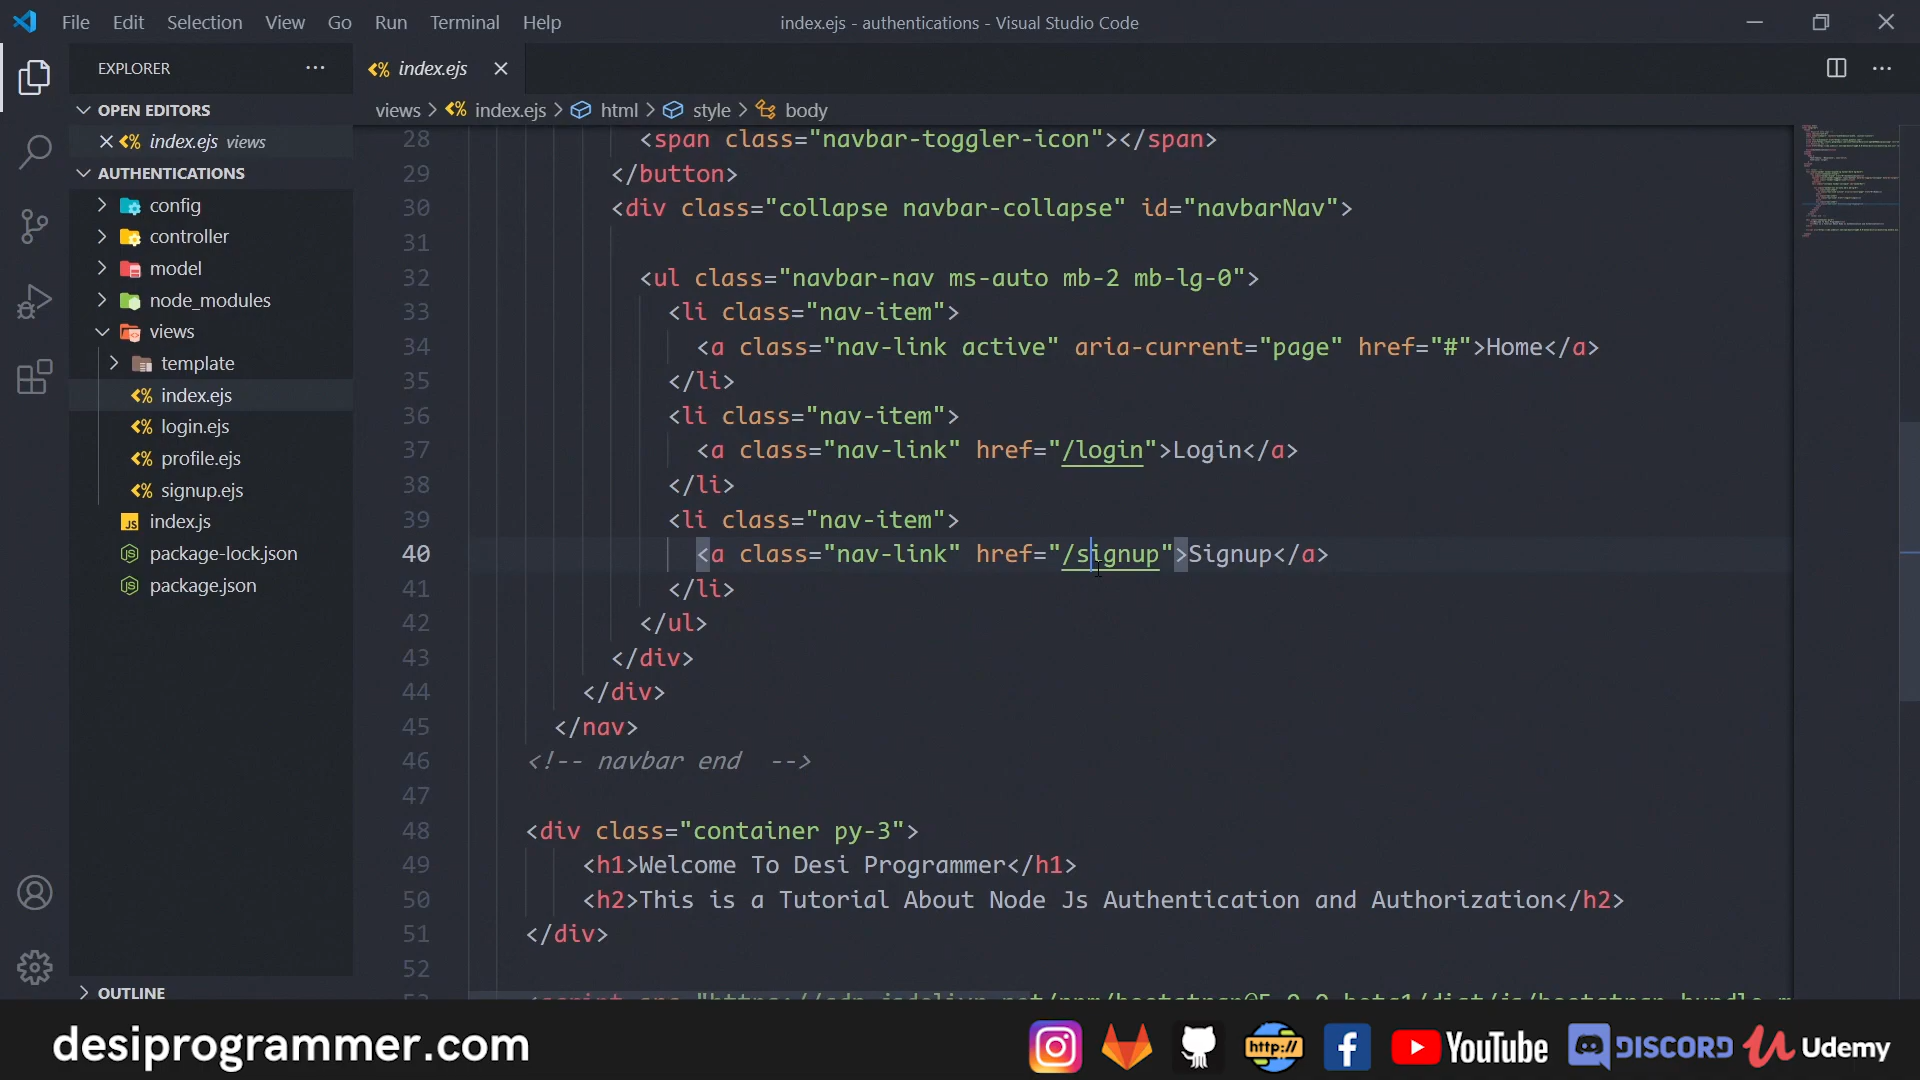 File Edit Selection View Go Run Terminal Help
index.ejs - authentications - Visual Studio Code
EXPLORER
OPEN EDITORS
index.ejs views
AUTHENTICATIONS
config
controller
model
node_modules
views
template
index.ejs
login.ejs
profile.ejs
signup.ejs
index.js
package-lock.json
package.json
OUTLINE
index.ejs
views > index.ejs > html > style > body
28 <span class="navbar-toggler-icon"></span>
29 </button>
30 <div class="collapse navbar-collapse" id="navbarNav">
31
32 <ul class="navbar-nav ms-auto mb-2 mb-lg-0">
33 <li class="nav-item">
34 <a class="nav-link active" aria-current="page" href="#">Home</a>
35 </li>
36 <li class="nav-item">
37 <a class="nav-link" href="/login">Login</a>
38 </li>
39 <li class="nav-item">
40 <a class="nav-link" href="/signup">Signup</a>
41 </li>
42 </ul>
43 </div>
44 </div>
45 </nav>
46 <!-- navbar end -->
47
48 <div class="container py-3">
49 <h1>Welcome To Desi Programmer</h1>
50 <h2>This is a Tutorial About Node Js Authentication and Authorization</h2>
51 </div>
52
desiprogrammer.com
http:// YouTube DISCORD Udemy